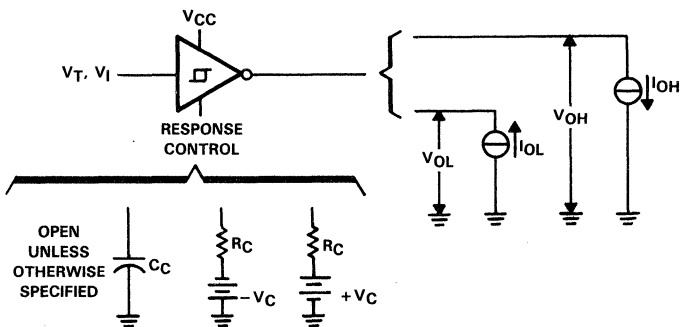 VCC
VT, VI
RESPONSE
CONTROL
IOH
VOH
IOL
VOL
OPEN
UNLESS
OTHERWISE
SPECIFIED
CC
RC
-VC
RC
+VC